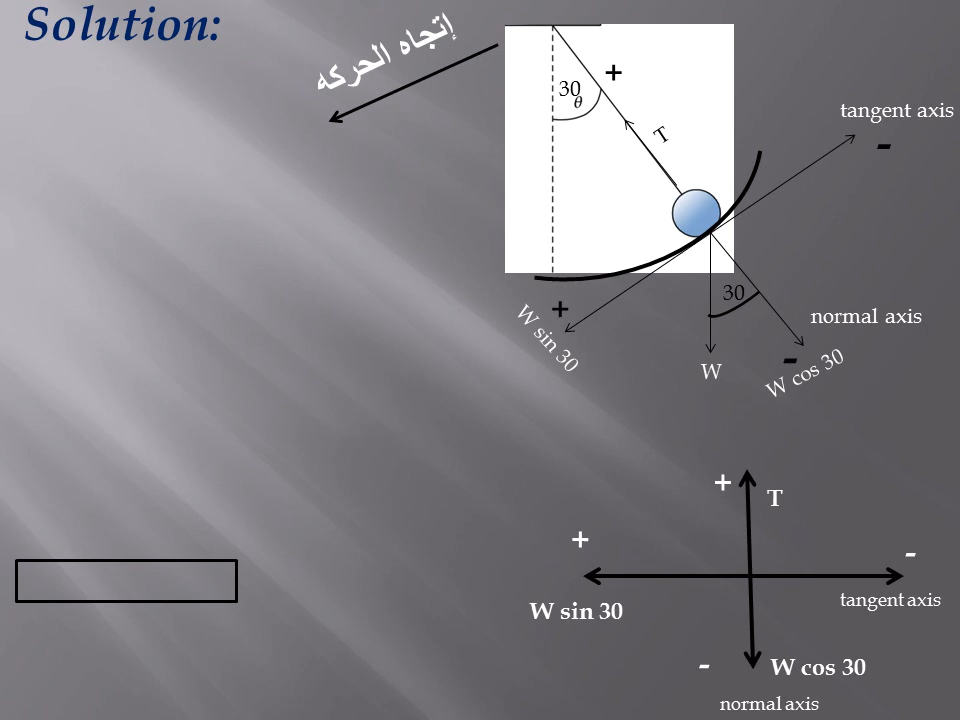 Solution:
إتجاه الحركه
+
30
θ
T
tangent axis
-
30
+
W sin 30
normal axis
-
W
W cos 30
+
T
+
-
tangent axis
W sin 30
-
W cos 30
normal axis